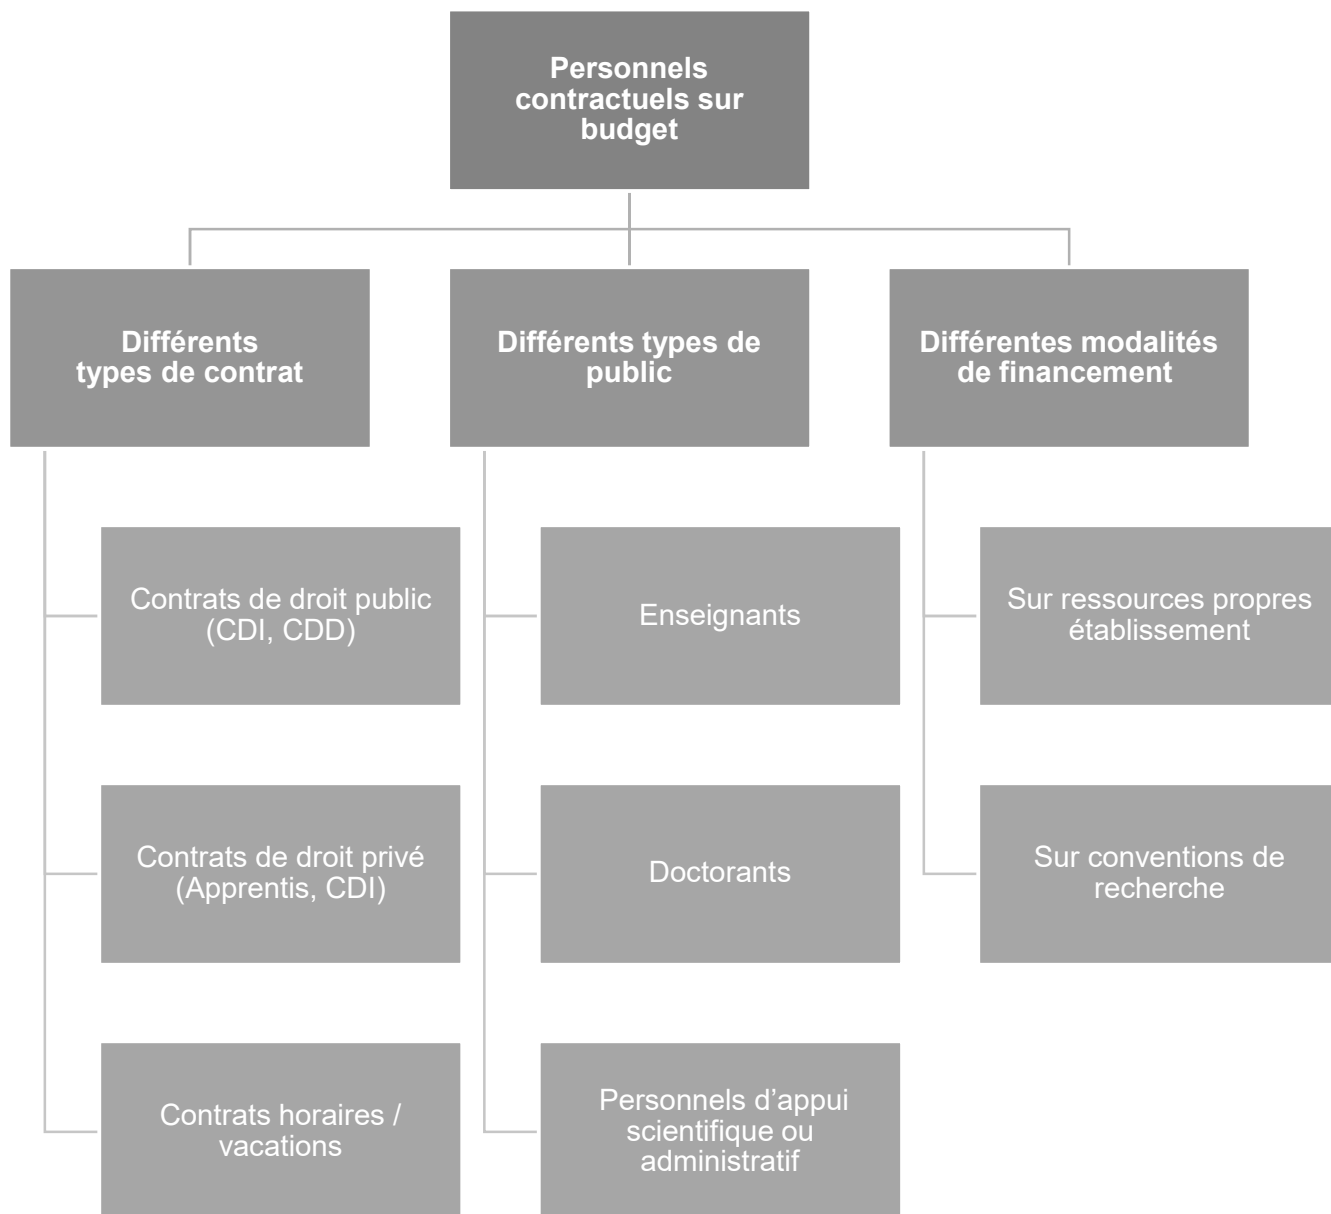 Personnels
contractuels sur
budget
Différents
types de contrat
Différents types de
public
Différentes modalités
de financement
Contrats de droit public
(CDI, CDD)
Enseignants
Sur ressources propres
établissement
Contrats de droit privé
(Apprentis, CDI)
Doctorants
Sur conventions de
recherche
Contrats horaires /
vacations
Personnels d’appui
scientifique ou
administratif